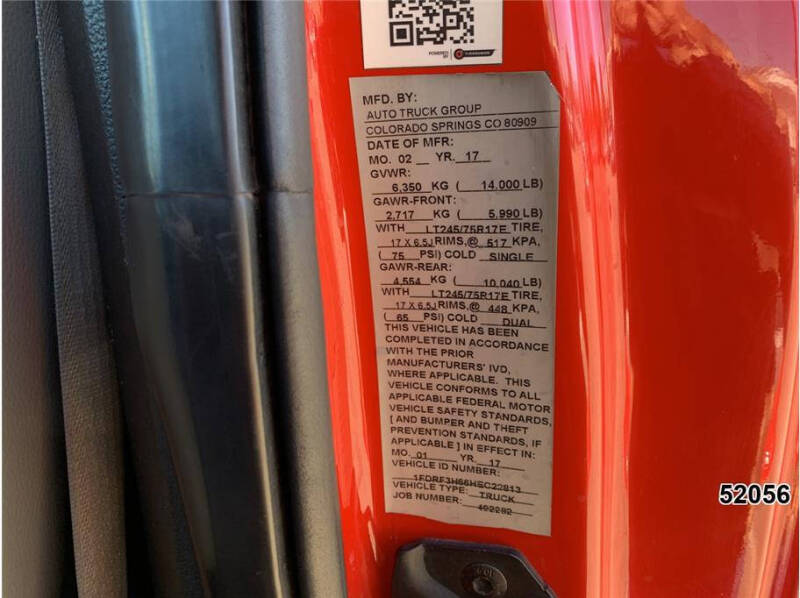 POWERED BY
MFD. BY:
AUTO TRUCK GROUP
COLORADO SPRINGS CO 80909
DATE OF MFR:
MO. 02 YR. 17
GVWR:
6,350 KG ( 14,000 LB)
GAWR-FRONT:
2,717 KG ( 5,990 LB)
WITH LT245/75R17E TIRE,
17 X 6.5J RIMS,@ 517 KPA,
( 75 PSI) COLD SINGLE
GAWR-REAR:
4,554 KG ( 10,040 LB)
WITH LT245/75R17E TIRE,
17 X 6.5J RIMS,@ 448 KPA,
( 65 PSI) COLD DUAL
THIS VEHICLE HAS BEEN
COMPLETED IN ACCORDANCE
WITH THE PRIOR
MANUFACTURERS' IVD,
WHERE APPLICABLE. THIS
VEHICLE CONFORMS TO ALL
APPLICABLE FEDERAL MOTOR
VEHICLE SAFETY STANDARDS,
[ AND BUMPER AND THEFT
PREVENTION STANDARDS, IF
APPLICABLE ] IN EFFECT IN:
MO. 01 YR. 17
VEHICLE ID NUMBER:
1FDRF3H66HEC22813
VEHICLE TYPE: TRUCK
JOB NUMBER: 492282
52056